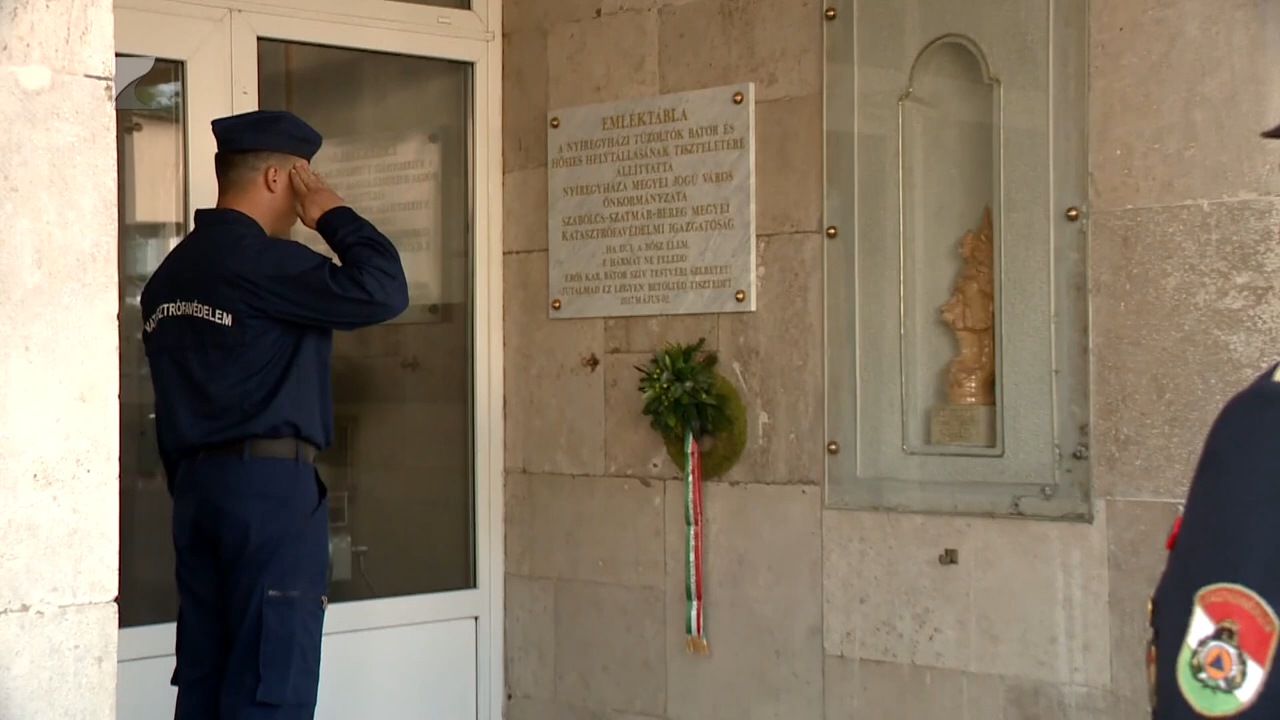 EMLÉKTÁBLA
A NYÍREGYHÁZI TŰZOLTÓK BÁTOR ÉS
HŐSIES HELYTÁLLÁSÁNAK TISZTELETÉRE
ÁLLÍTTATTA
NYÍREGYHÁZA MEGYEI JOGÚ VÁROS
ÖNKORMÁNYZATA
SZABOLCS-SZATMÁR-BEREG MEGYEI
KATASZTRÓFAVÉDELMI IGAZGATÓSÁG
HA DÚL A BŐSZ ELEM,
E HÁRMAT NE FELEDD
ERŐS KAR, BÁTOR SZÍV TESTVÉRI SZERETET!
JUTALMAD EZ LEGYEN: BETÖLTÉD TISZTEDET!
2017 MÁJUS 02.
KATASZTRÓFAVÉDELEM